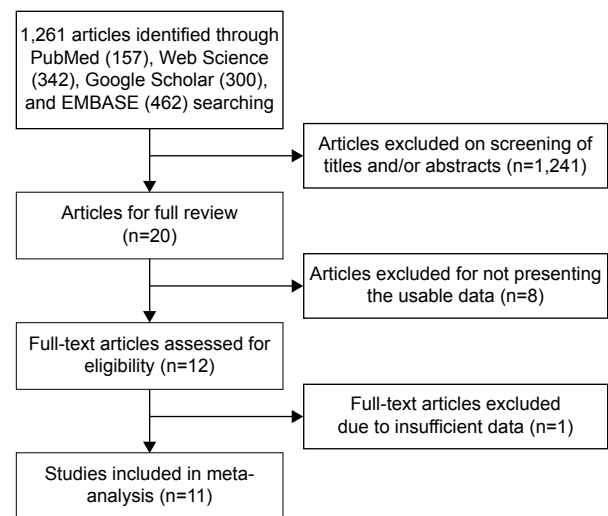 1,261 articles identified through
PubMed (157), Web Science
(342), Google Scholar (300),
and EMBASE (462) searching
Articles excluded on screening of
titles and/or abstracts (n=1,241)
Articles for full review
(n=20)
Articles excluded for not presenting
the usable data (n=8)
Full-text articles assessed for
eligibility (n=12)
Full-text articles excluded
due to insufficient data (n=1)
Studies included in meta-
analysis (n=11)